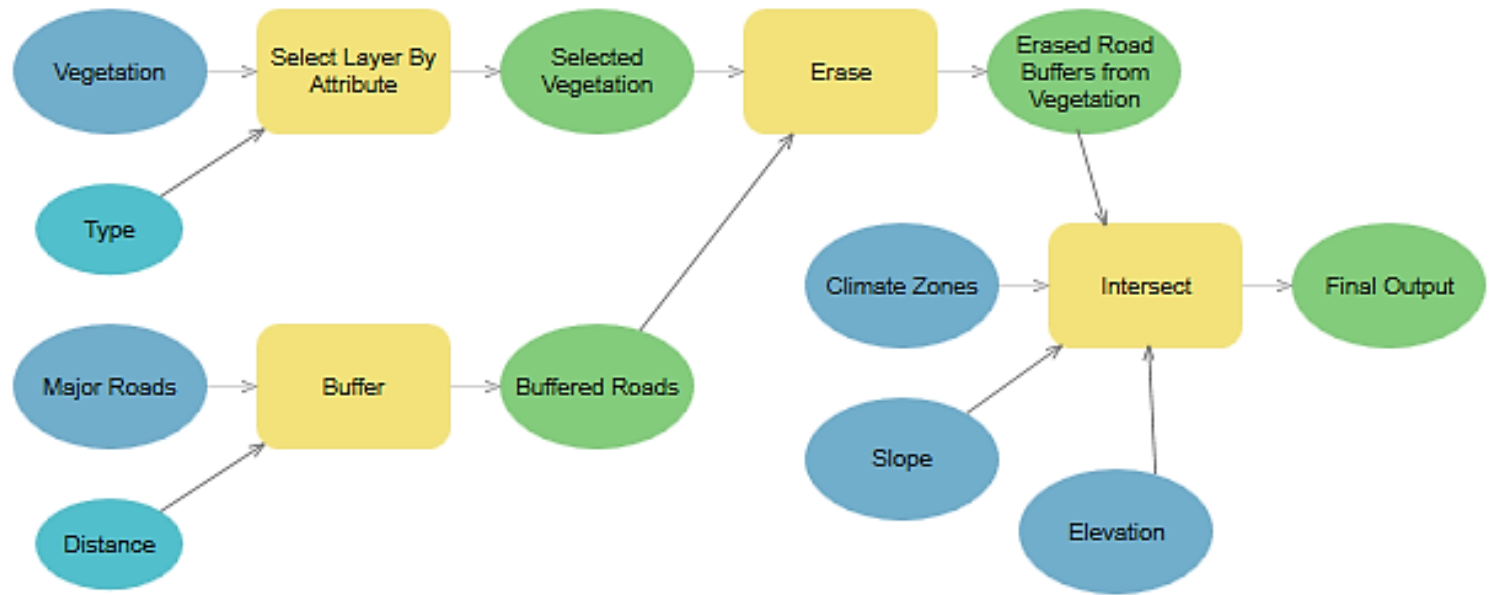 Vegetation
Select Layer By
Attribute
Selected
Vegetation
Erase
Erased Road
Buffers from
Vegetation
Type
Climate Zones
Intersect
Final Output
Major Roads
Buffer
Buffered Roads
Slope
Elevation
Distance